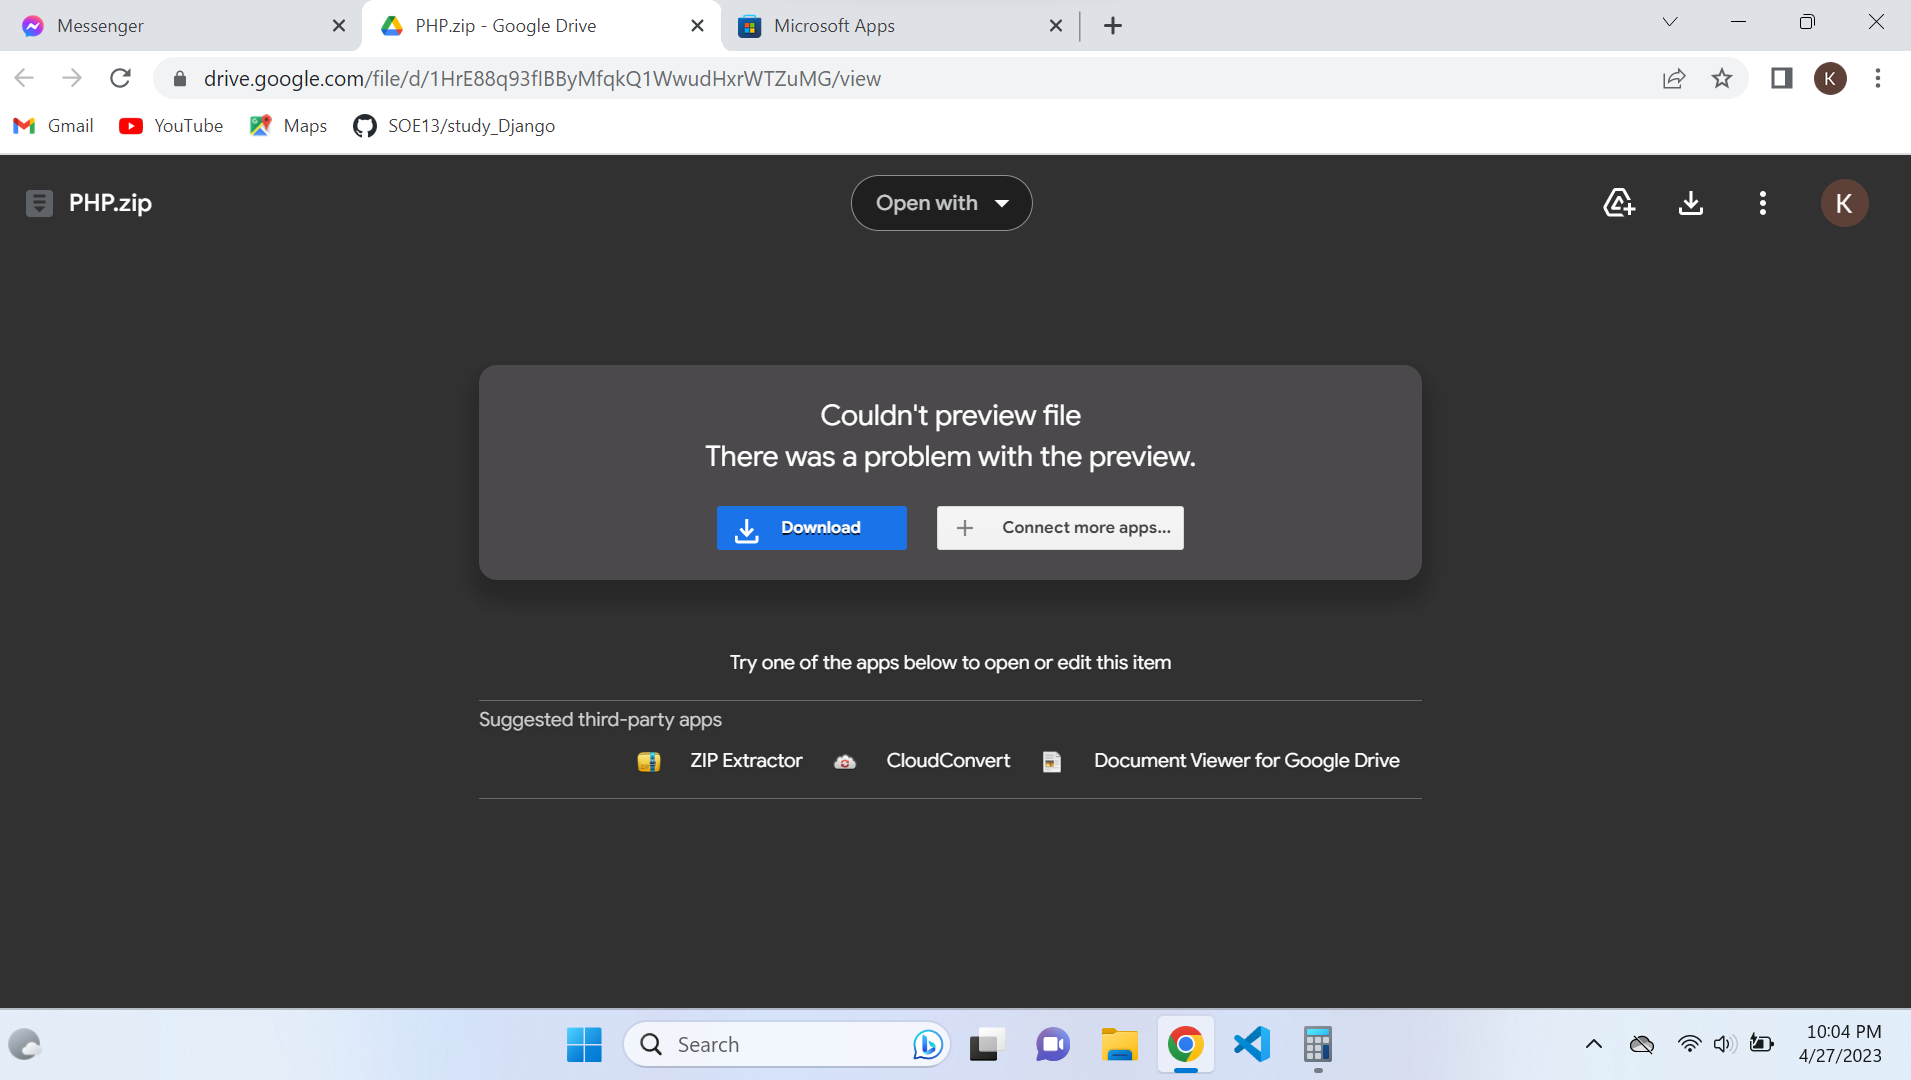 Messenger
PHP.zip - Google Drive
Microsoft Apps
drive.google.com/file/d/1HrE88q93fIBByMfqkQ1WwudHxrWTZuMG/view
K
Gmail
YouTube
Maps
SOE13/study_Django
PHP.zip
Open with
K
Couldn't preview file
There was a problem with the preview.
Download
Connect more apps...
Try one of the apps below to open or edit this item
Suggested third-party apps
ZIP Extractor
CloudConvert
Document Viewer for Google Drive
Search
10:04 PM
4/27/2023